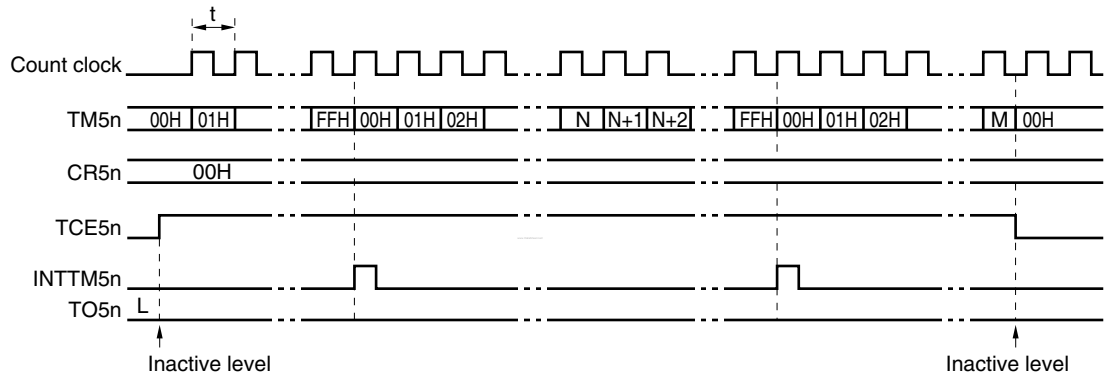 t
Count clock
TM5n 00H 01H FFH 00H 01H 02H N N+1 N+2 FFH 00H 01H 02H M 00H
CR5n 00H
TCE5n
INTTM5n
TO5n L
Inactive level Inactive level